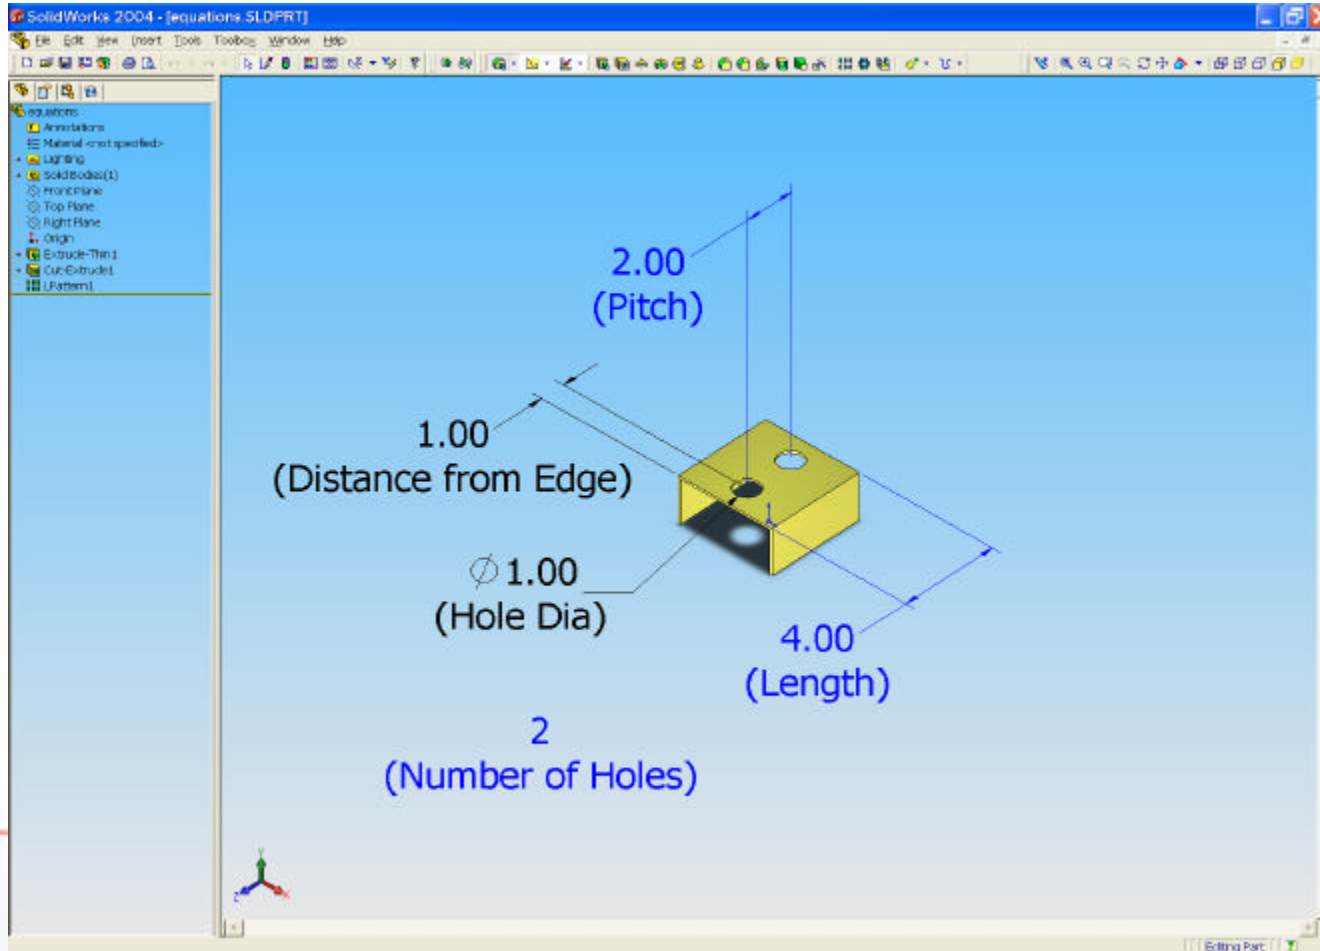 SolidWorks 2004 - [equations.SLDPRT]
File Edit View Insert Tools Toolbox Window Help
equations
Annotations
Material <not specified>
Lighting
Solid Bodies(1)
Front Plane
Top Plane
Right Plane
Origin
Extrude-Thin1
Cut-Extrude1
LPattern1
2.00
(Pitch)
1.00
(Distance from Edge)
∅1.00
(Hole Dia)
4.00
(Length)
2
(Number of Holes)
Y
Z
X
Editing Part